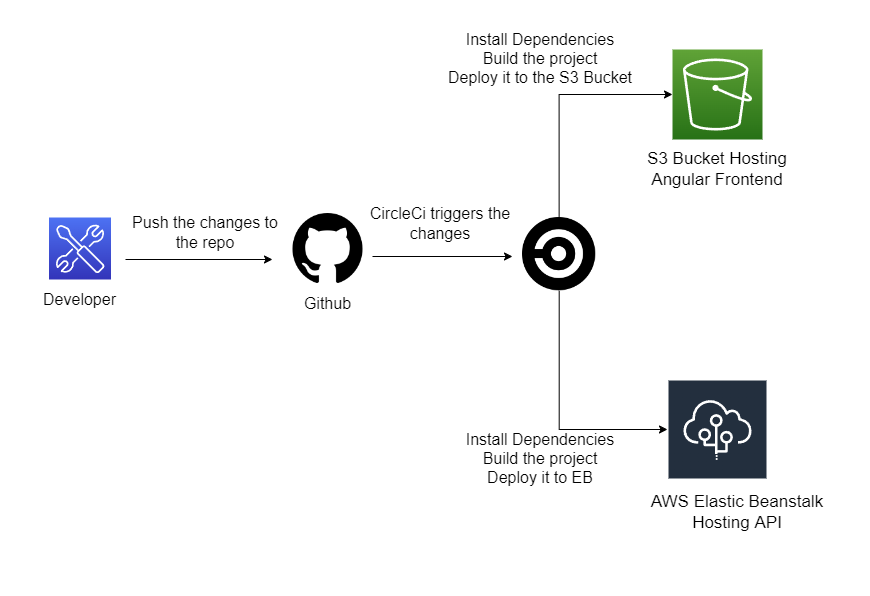 Install Dependencies
Build the project
Deploy it to the S3 Bucket
S3 Bucket Hosting
Angular Frontend
Push the changes to
the repo
CircleCi triggers the
changes
Developer
Github
Install Dependencies
Build the project
Deploy it to EB
AWS Elastic Beanstalk
Hosting API